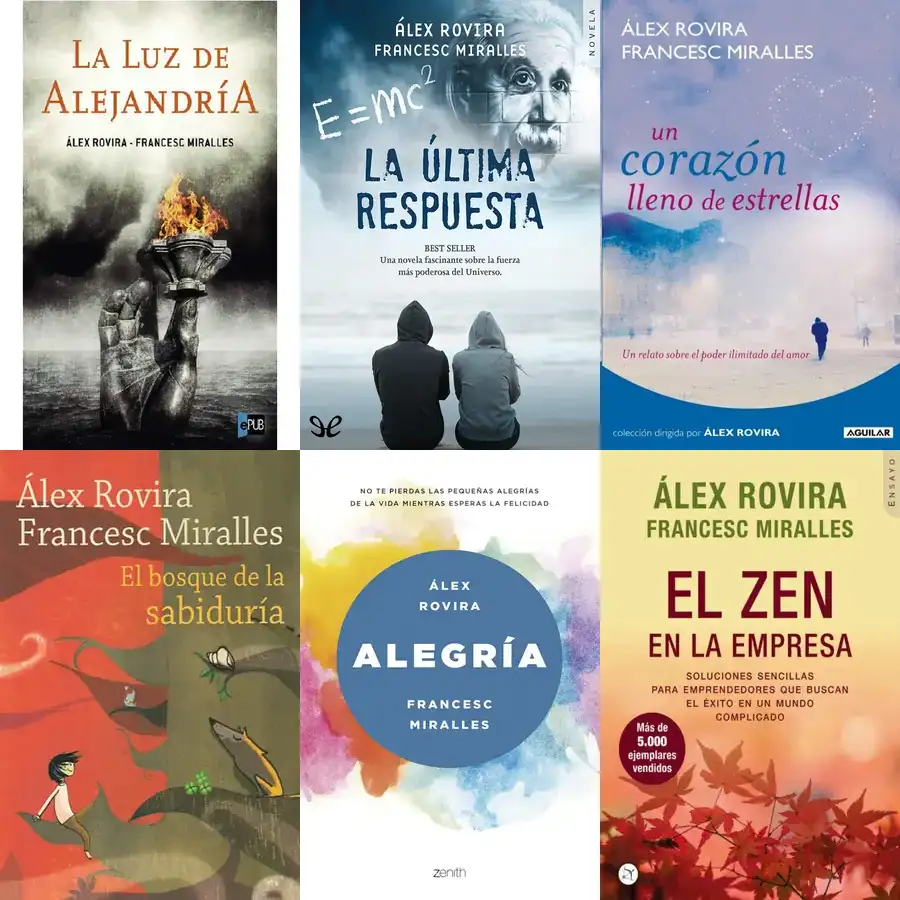 LA LUZ DE
ALEJANDRÍA
ÁLEX ROVIRA - FRANCESC MIRALLES
ePUB
ÁLEX ROVIRA
FRANCESC MIRALLES
NOVELA
E=mc²
LA ÚLTIMA
RESPUESTA
BEST SELLER
Una novela fascinante sobre la fuerza
más poderosa del Universo.
ÁLEX ROVIRA
FRANCESC MIRALLES
un
corazón
lleno de estrellas
Un relato sobre el poder ilimitado del amor
colección dirigida por ÁLEX ROVIRA
AGUILAR
Álex Rovira
Francesc Miralles
El bosque de la
sabiduría
NO TE PIERDAS LAS PEQUEÑAS ALEGRÍAS
DE LA VIDA MIENTRAS ESPERAS LA FELICIDAD
ÁLEX
ROVIRA
ALEGRÍA
FRANCESC
MIRALLES
zenith
ENSAYO
ÁLEX ROVIRA
FRANCESC MIRALLES
EL ZEN
EN LA EMPRESA
SOLUCIONES SENCILLAS
PARA EMPRENDEDORES QUE BUSCAN
EL ÉXITO EN UN MUNDO
COMPLICADO
Más de
5.000
ejemplares
vendidos